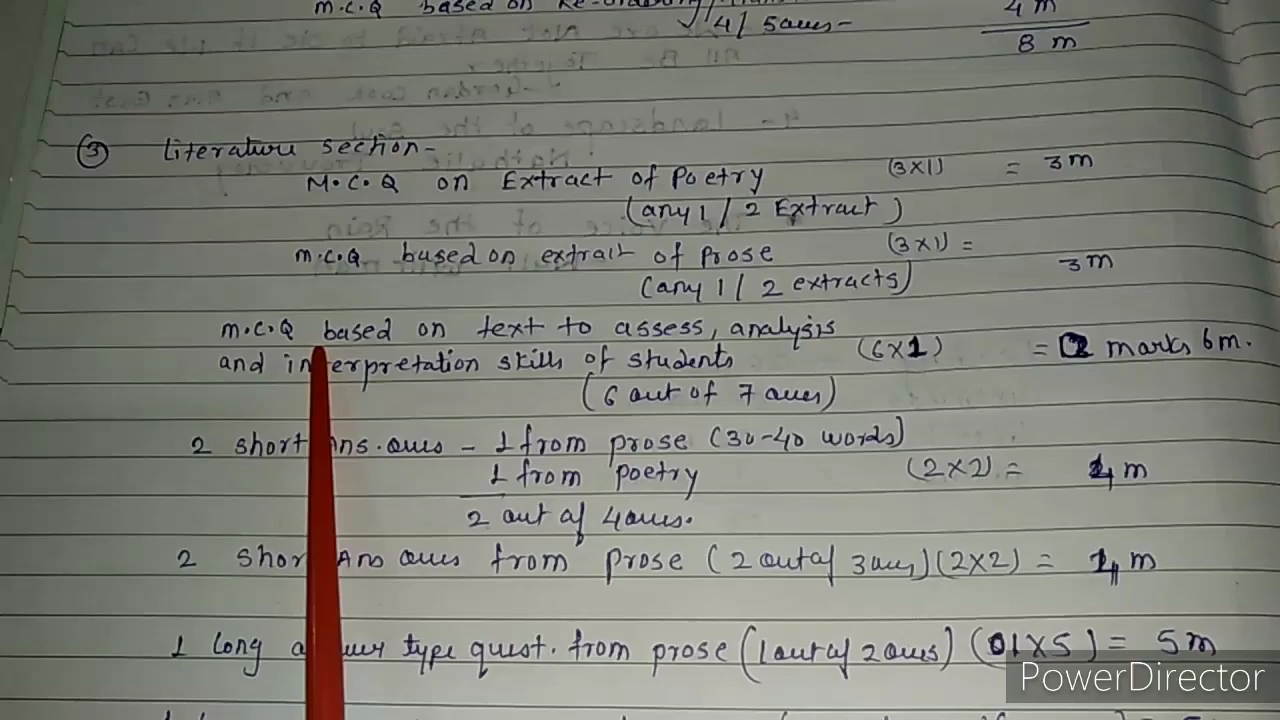 M.C.Q based on
4/ 5ques-
4 m
8 m
③ Literature section-
M.C.Q on Extract of Poetry (3x1) = 3m
(any 1 / 2 Extract)
m.c.Q based on extrait of Prose (3x1) =
3m
(any 1 / 2 extracts)
m.c.Q based on text to assess, analysis
and interpretation skills of students (6x1) = marks 6m.
(6 out of 7 ques)
2 short Ans. ques - 1 from prose (30-40 words)
1 from poetry (2x2) = 4m
2 out of 4 ques.
2 Short Ans ques from prose (2 out of 3 ques) (2x2) = 4m
1 long answer type quest. from prose (1 out of 2 ques) (01x5) = 5m
PowerDirector